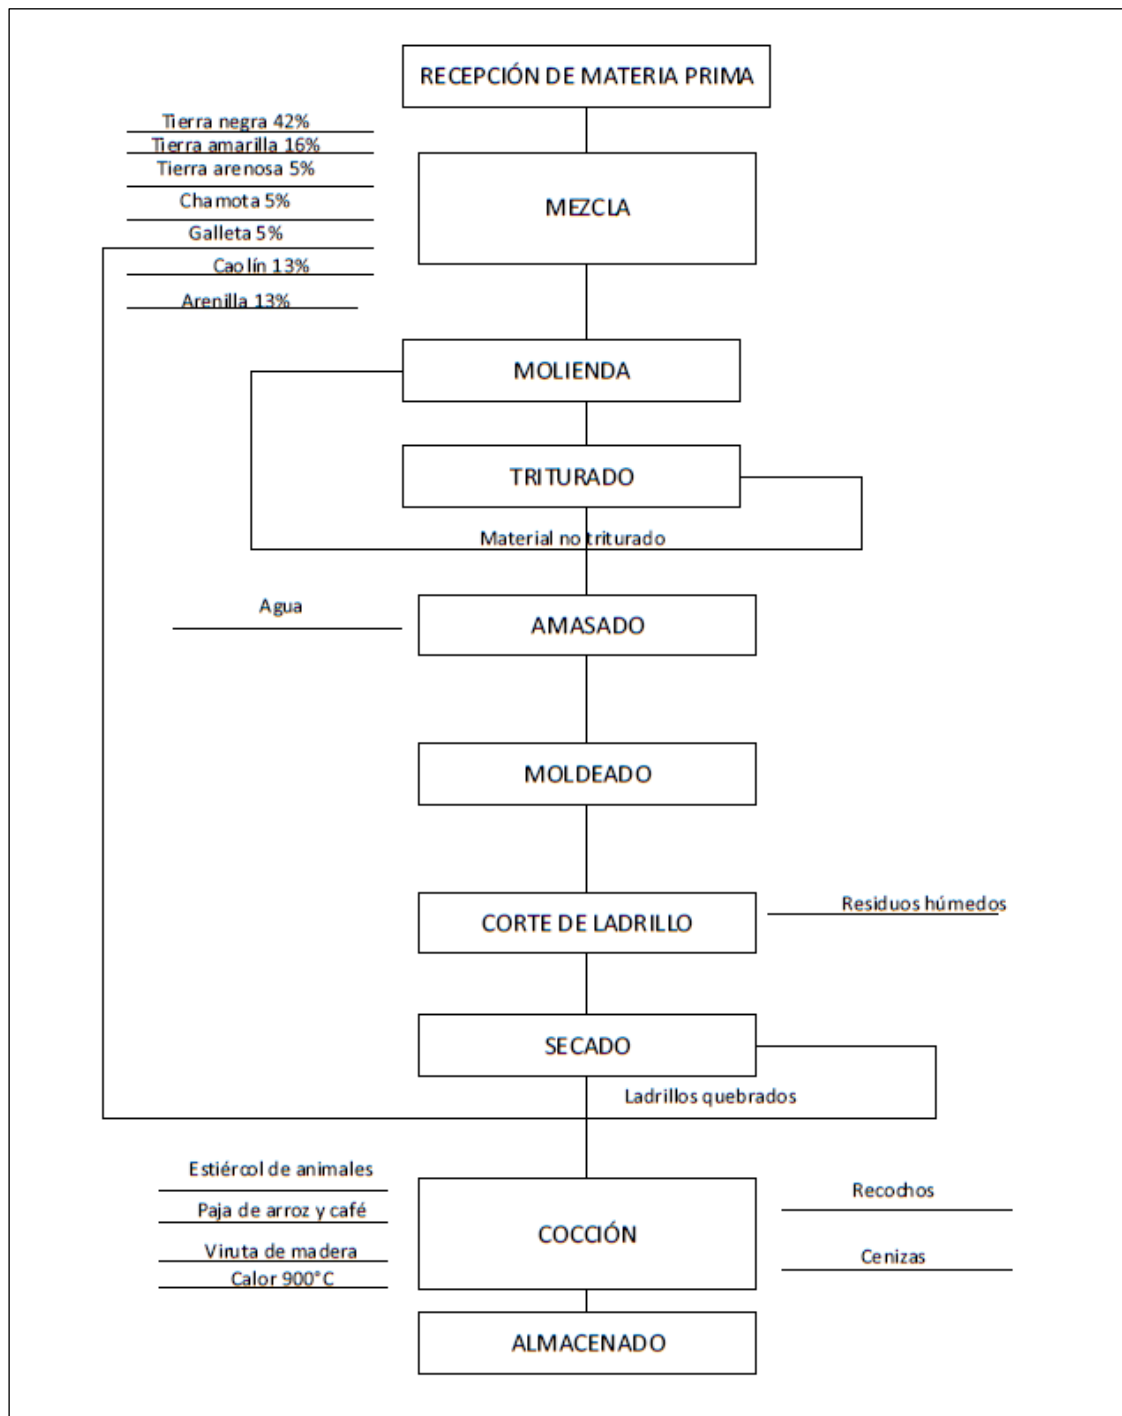 RECEPCIÓN DE MATERIA PRIMA
Tierra negra 42%
Tierra amarilla 16%
Tierra arenosa 5%
Chamota 5%
Galleta 5%
Caolín 13%
Arenilla 13%
MEZCLA
MOLIENDA
TRITURADO
Material no triturado
Agua
AMASADO
MOLDEADO
CORTE DE LADRILLO
Residuos húmedos
SECADO
Ladrillos quebrados
Estiércol de animales
Paja de arroz y café
Viruta de madera
Calor 900°C
COCCIÓN
Recochos
Cenizas
ALMACENADO